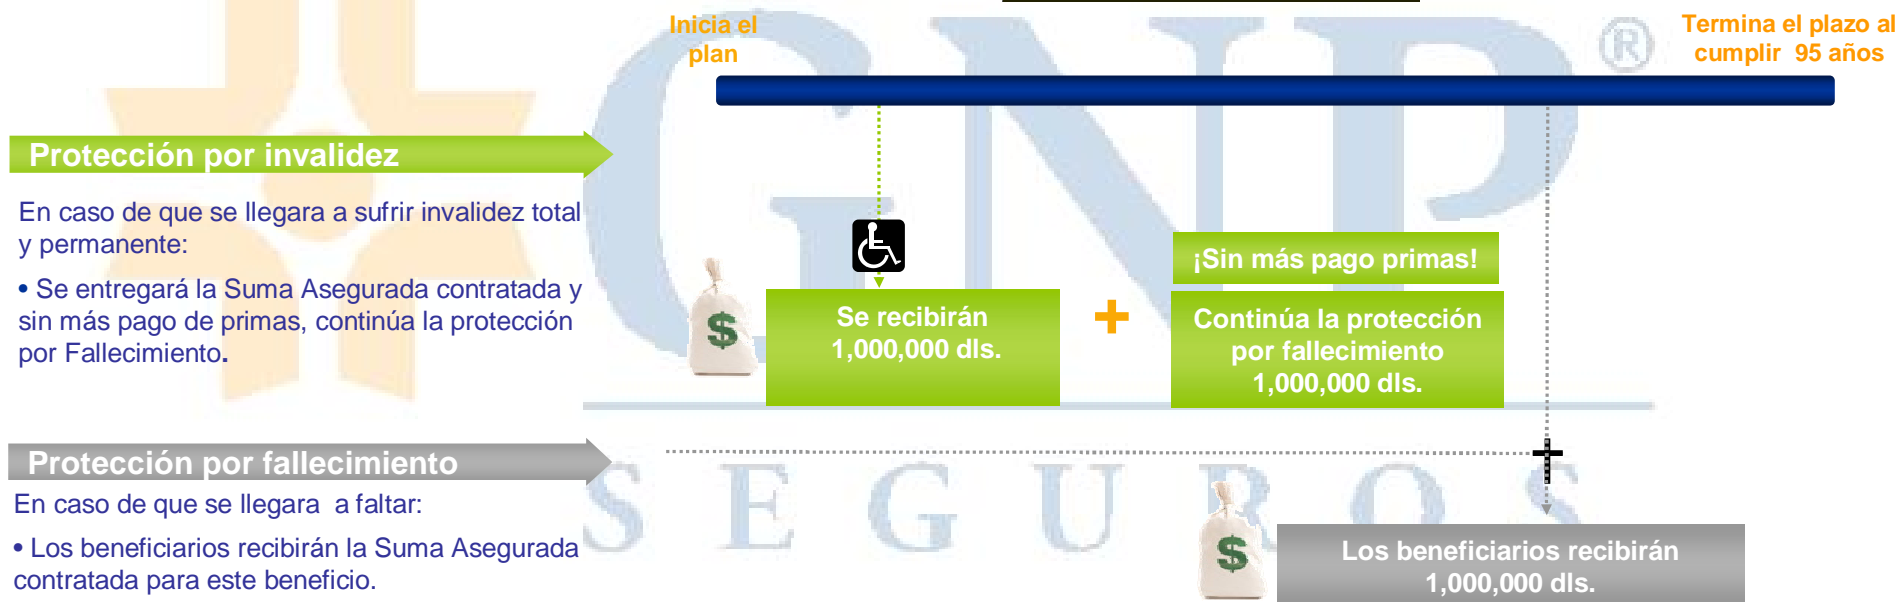 Inicia el
plan
Termina el plazo al
cumplir 95 años
GNP®
Protección por invalidez
En caso de que se llegara a sufrir invalidez total
y permanente:
• Se entregará la Suma Asegurada contratada y
sin más pago de primas, continúa la protección
por Fallecimiento.
$
Se recibirán
1,000,000 dls.
+
¡Sin más pago primas!
Continúa la protección
por fallecimiento
1,000,000 dls.
Protección por fallecimiento
En caso de que se llegara a faltar:
• Los beneficiarios recibirán la Suma Asegurada
contratada para este beneficio.
SEGUROS
$
Los beneficiarios recibirán
1,000,000 dls.